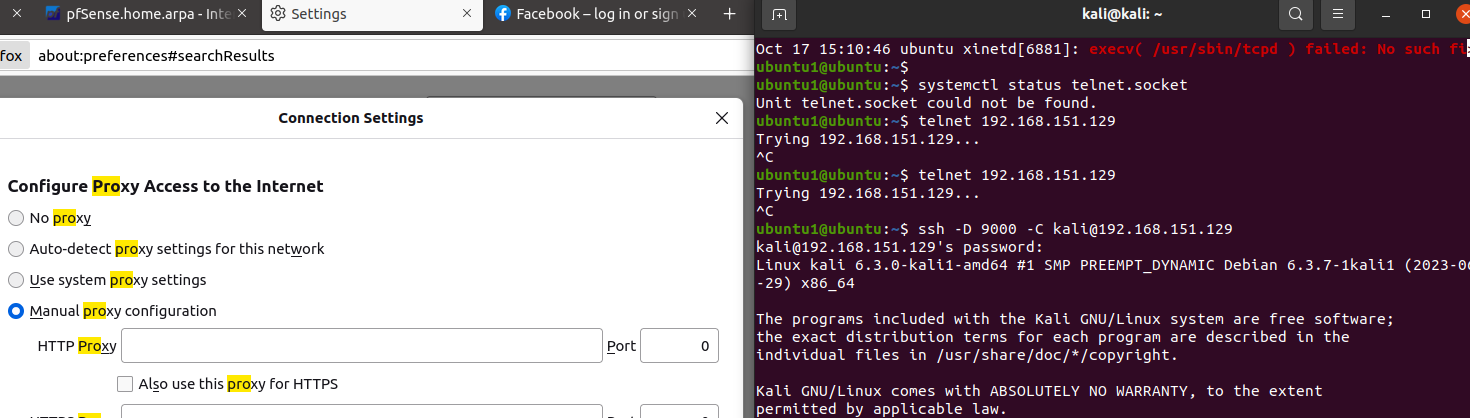 pfSense.home.arpa - Inte
Settings
Facebook – log in or sign
fox about:preferences#searchResults
Connection Settings
Configure Proxy Access to the Internet
No proxy
Auto-detect proxy settings for this network
Use system proxy settings
Manual proxy configuration
HTTP Proxy Port 0
Also use this proxy for HTTPS
kali@kali: ~
Oct 17 15:10:46 ubuntu xinetd[6881]: execv( /usr/sbin/tcpd ) failed: No such fi
ubuntu1@ubuntu:~$
ubuntu1@ubuntu:~$ systemctl status telnet.socket
Unit telnet.socket could not be found.
ubuntu1@ubuntu:~$ telnet 192.168.151.129
Trying 192.168.151.129...
^C
ubuntu1@ubuntu:~$ telnet 192.168.151.129
Trying 192.168.151.129...
^C
ubuntu1@ubuntu:~$ ssh -D 9000 -C kali@192.168.151.129
kali@192.168.151.129's password:
Linux kali 6.3.0-kali1-amd64 #1 SMP PREEMPT_DYNAMIC Debian 6.3.7-1kali1 (2023-06
-29) x86_64
The programs included with the Kali GNU/Linux system are free software;
the exact distribution terms for each program are described in the
individual files in /usr/share/doc/*/copyright.
Kali GNU/Linux comes with ABSOLUTELY NO WARRANTY, to the extent
permitted by applicable law.